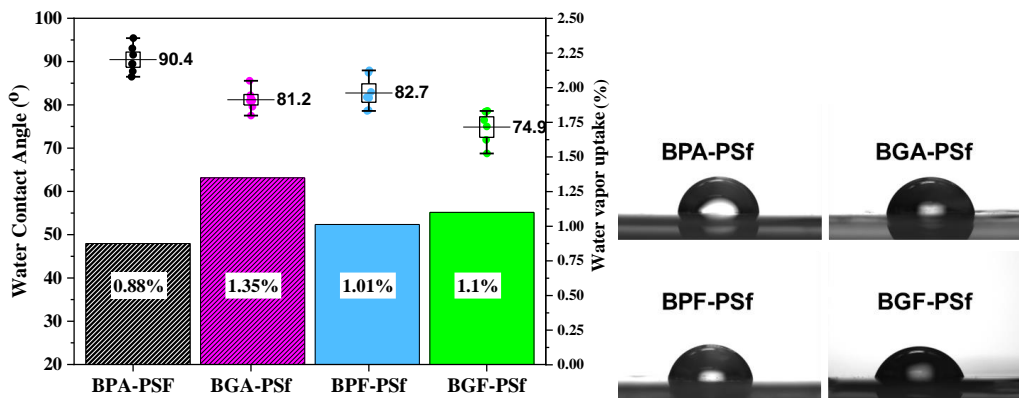 Water Contact Angle (⁰)
100
90
80
70
60
50
40
30
20
90.4
81.2
82.7
74.9
0.88%
1.35%
1.01%
1.1%
BPA-PSF
BGA-PSf
BPF-PSf
BGF-PSf
2.50
2.25
2.00
1.75
1.50
1.25
1.00
0.75
0.50
0.25
0.00
Water vapor uptake (%)
BPA-PSf
BGA-PSf
BPF-PSf
BGF-PSf